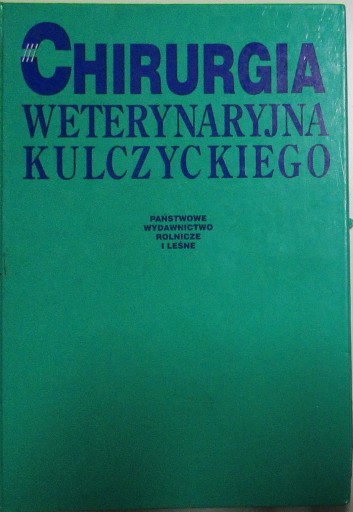 CHIRURGIA
WETERYNARYJNA
KULCZYCKIEGO
PAŃSTWOWE
WYDAWNICTWO
ROLNICZE
I LEŚNE